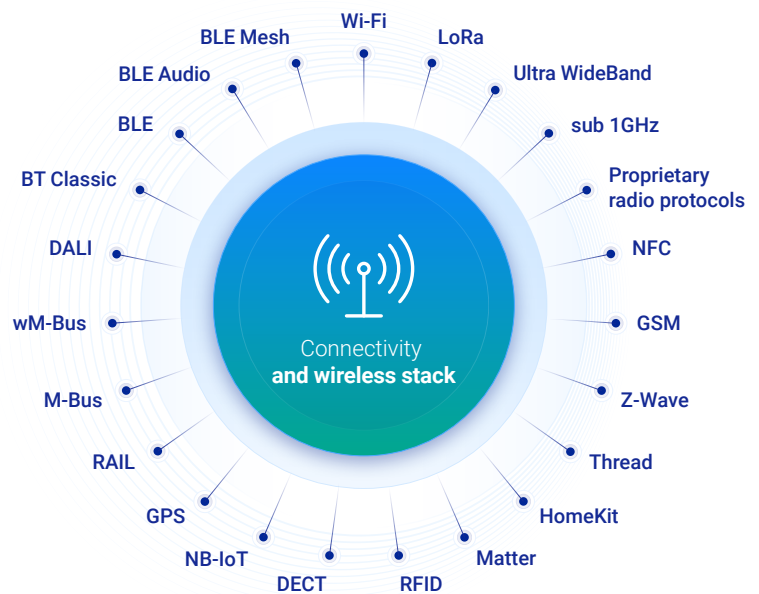 Wi-Fi
LoRa
Ultra WideBand
sub 1GHz
Proprietary
radio protocols
NFC
GSM
Z-Wave
Thread
HomeKit
Matter
RFID
DECT
NB-IoT
GPS
RAIL
M-Bus
wM-Bus
DALI
BT Classic
BLE
BLE Audio
BLE Mesh
Connectivity
and wireless stack